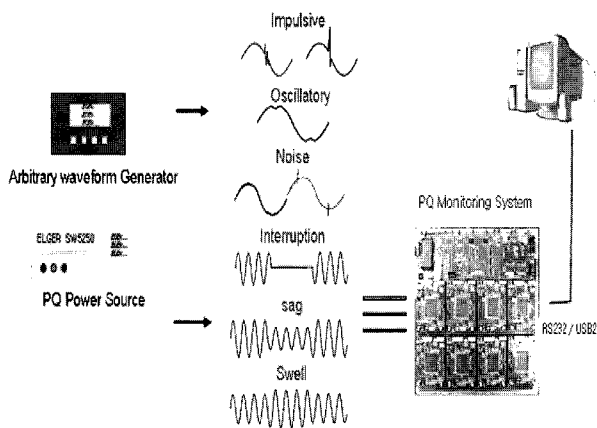 Impulsive
Oscillatory
Arbitrary waveform Generator
Noise
PQ Monitoring System
ELGER SW5250
Interruption
PQ Power Source
sag
RS232 / USB2
Swell